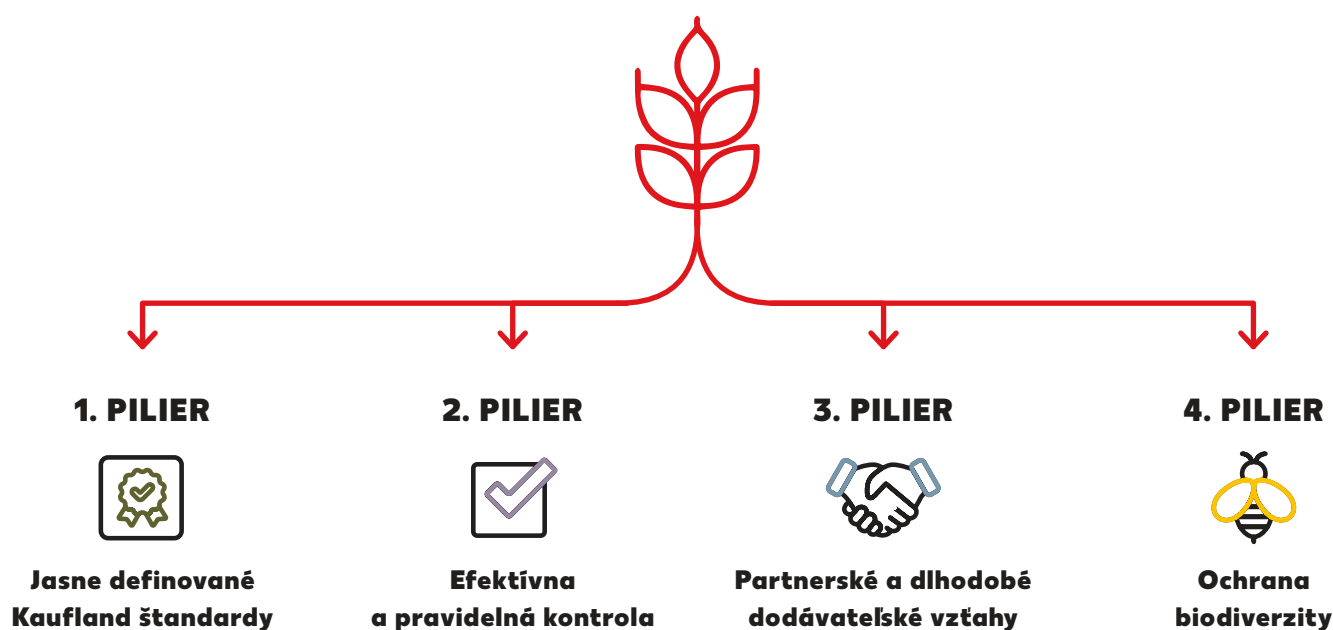 1. PILIER
Jasne definované
Kaufland štandardy
2. PILIER
Efektívna
a pravidelná kontrola
3. PILIER
Partnerské a dlhodobé
dodávateľské vzťahy
4. PILIER
Ochrana
biodiverzity